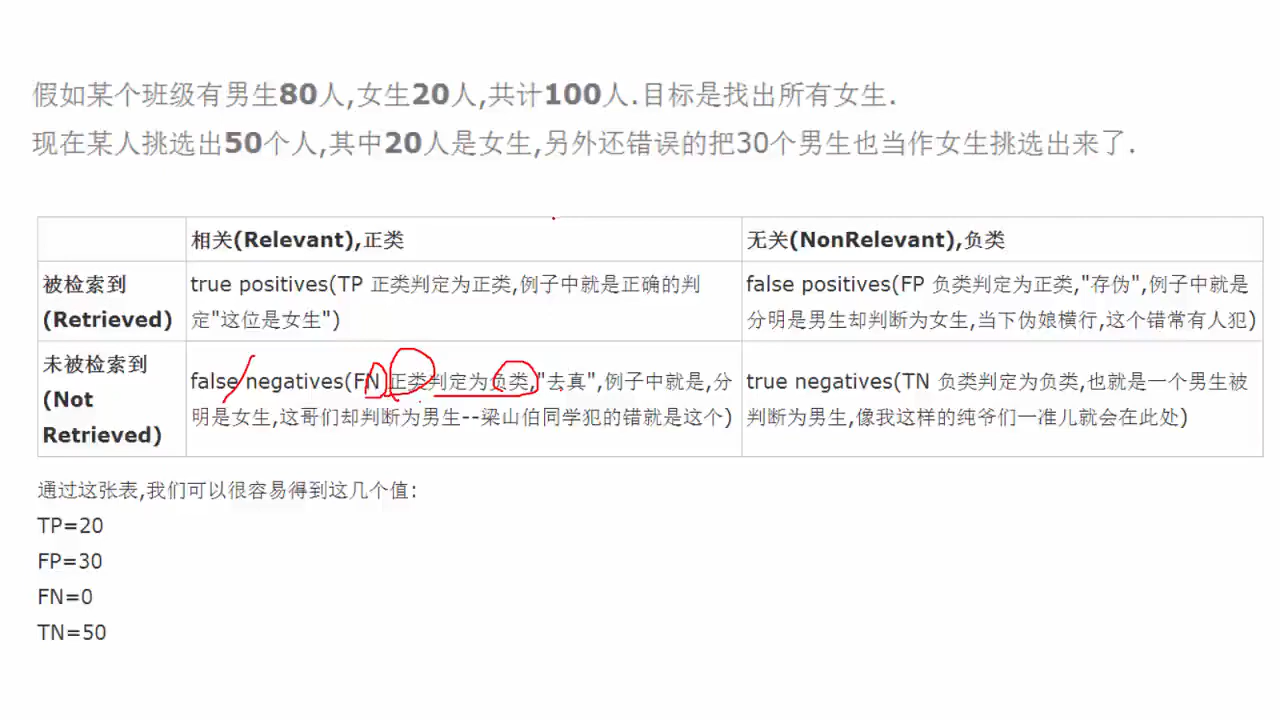 假如某个班级有男生80人,女生20人,共计100人.目标是找出所有女生.
现在某人挑选出50个人,其中20人是女生,另外还错误的把30个男生也当作女生挑选出来了.
相关(Relevant),正类
无关(NonRelevant),负类
被检索到
(Retrieved)
true positives(TP 正类判定为正类,例子中就是正确的判
定"这位是女生")
false positives(FP 负类判定为正类,"存伪",例子中就是
分明是男生却判断为女生,当下伪娘横行,这个错常有人犯)
未被检索到
(Not
Retrieved)
false negatives(FN 正类判定为负类,"去真",例子中就是,分
明是女生,这哥们却判断为男生--梁山伯同学犯的错就是这个)
true negatives(TN 负类判定为负类,也就是一个男生被
判断为男生,像我这样的纯爷们一准儿就会在此处)
通过这张表,我们可以很容易得到这几个值:
TP=20
FP=30
FN=0
TN=50